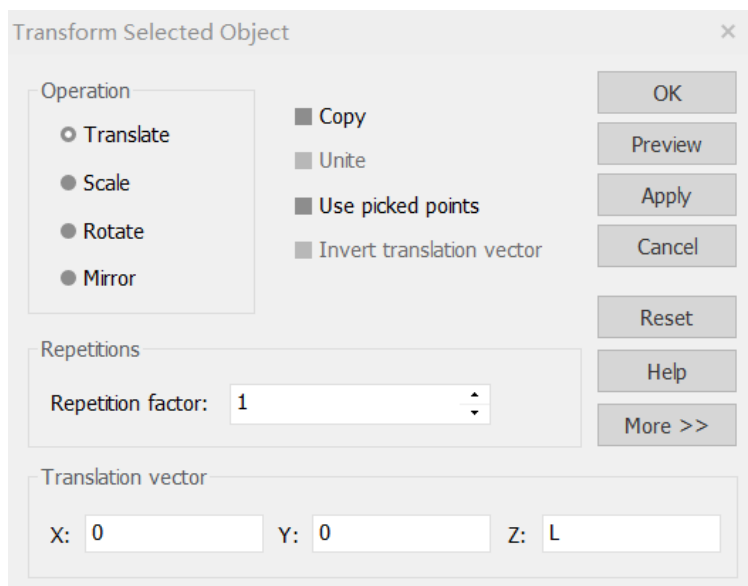 Transform Selected Object
Operation
Translate
Scale
Rotate
Mirror
Copy
Unite
Use picked points
Invert translation vector
OK
Preview
Apply
Cancel
Reset
Help
More >>
Repetitions
Repetition factor: 1
Translation vector
X: 0 Y: 0 Z: L